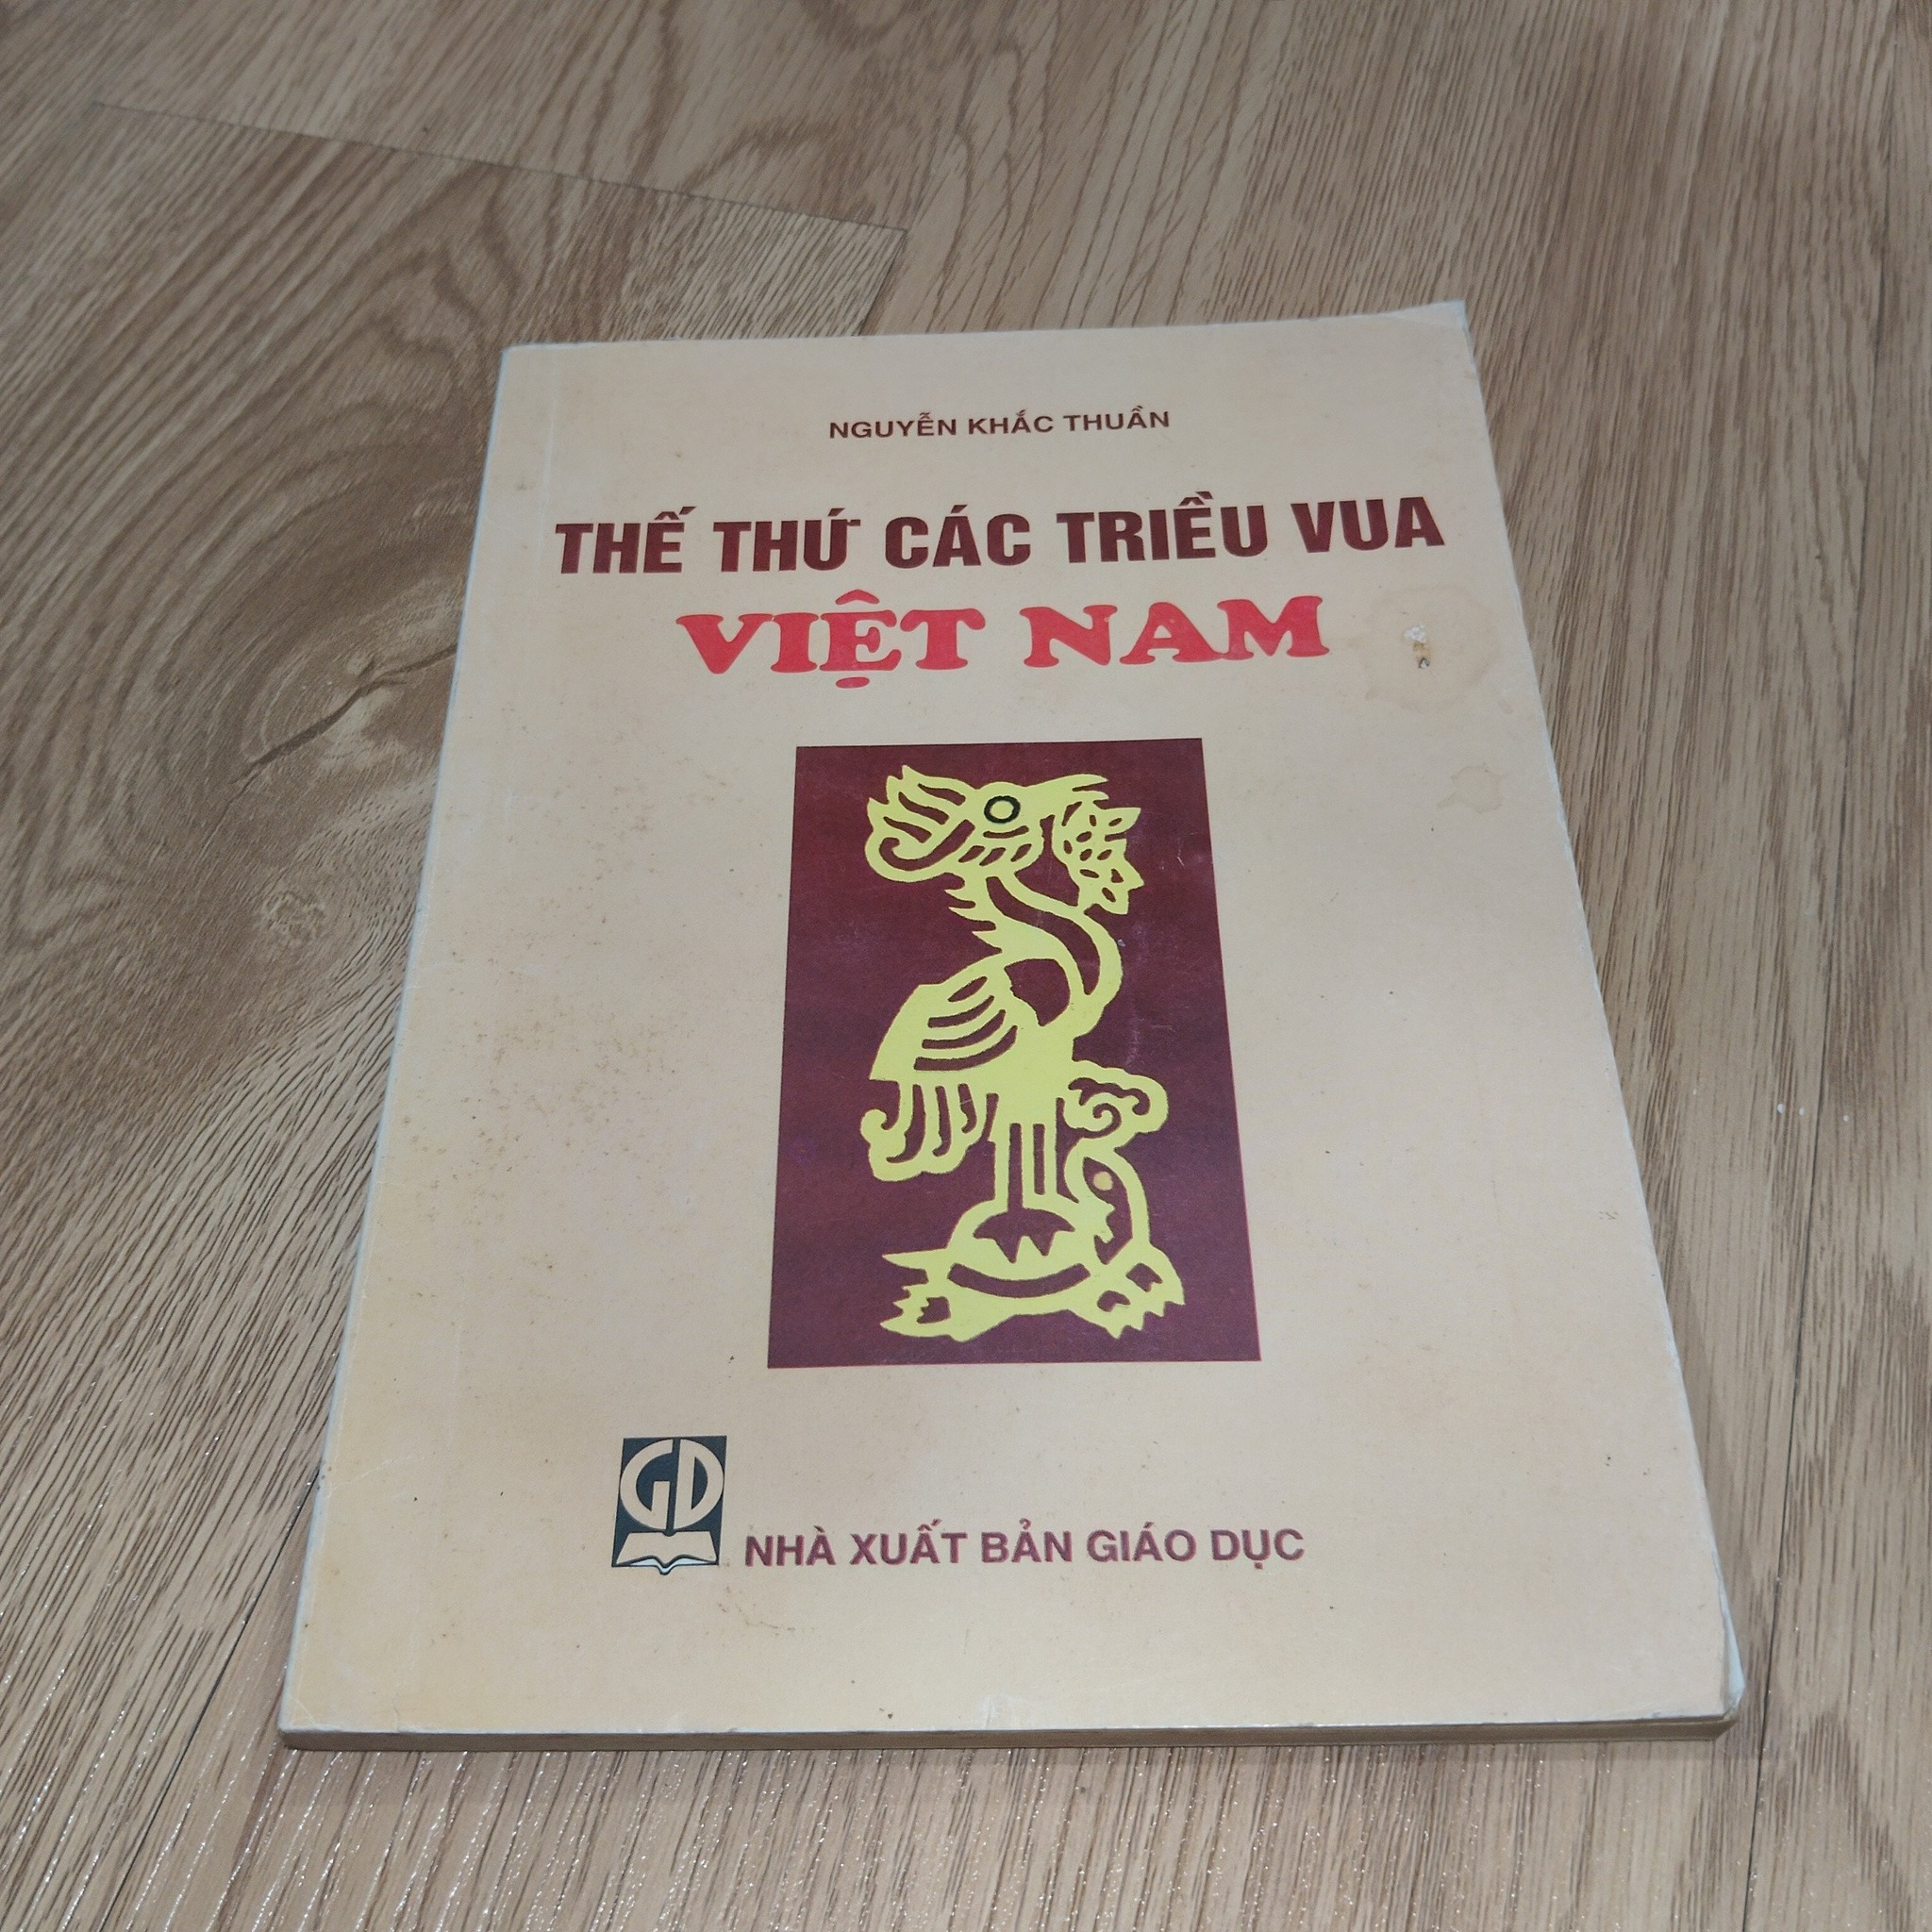 NGUYỄN KHẮC THUẦN
THẾ THỨ CÁC TRIỀU VUA
VIỆT NAM
GD
NHÀ XUẤT BẢN GIÁO DỤC